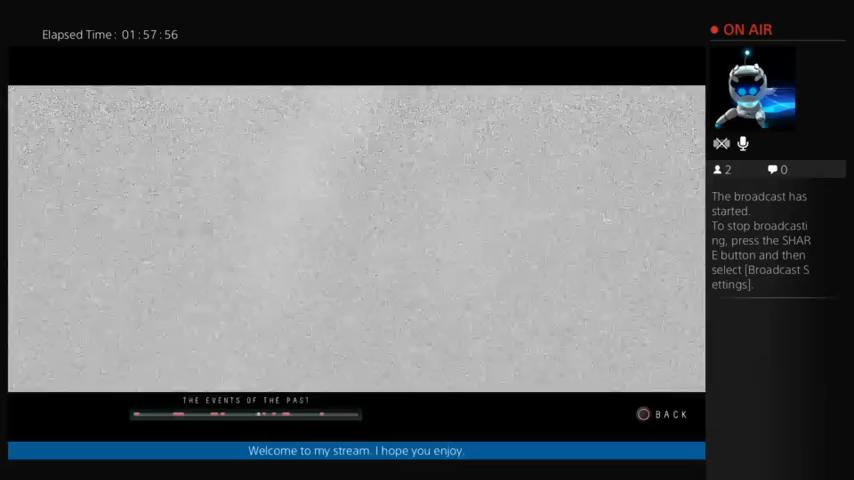 Elapsed Time: 01:57:56
ON AIR
2
0
The broadcast has
started.
To stop broadcasti
ng, press the SHAR
E button and then
select [Broadcast S
ettings].
THE EVENTS OF THE PAST
BACK
Welcome to my stream. I hope you enjoy.